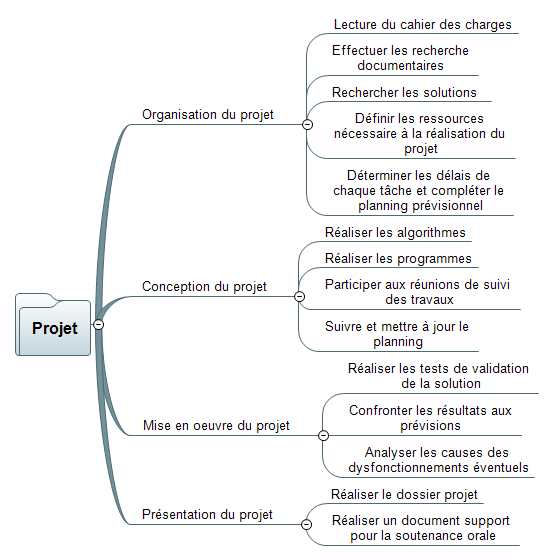 Projet
Organisation du projet
Lecture du cahier des charges
Effectuer les recherche
documentaires
Rechercher les solutions
Définir les ressources
nécessaire à la réalisation du
projet
Déterminer les délais de
chaque tâche et compléter le
planning prévisionnel
Conception du projet
Réaliser les algorithmes
Réaliser les programmes
Participer aux réunions de suivi
des travaux
Suivre et mettre à jour le
planning
Mise en oeuvre du projet
Réaliser les tests de validation
de la solution
Confronter les résultats aux
prévisions
Analyser les causes des
dysfonctionnements éventuels
Présentation du projet
Réaliser le dossier projet
Réaliser un document support
pour la soutenance orale